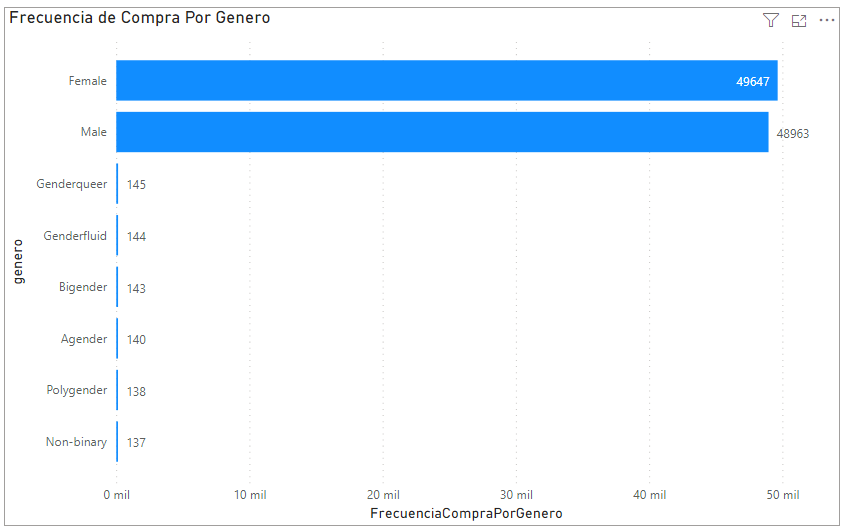 Frecuencia de Compra Por Genero
Female 49647
Male 48963
Genderqueer 145
Genderfluid 144
Bigender 143
Agender 140
Polygender 138
Non-binary 137
genero
0 mil 10 mil 20 mil 30 mil 40 mil 50 mil
FrecuenciaCompraPorGenero